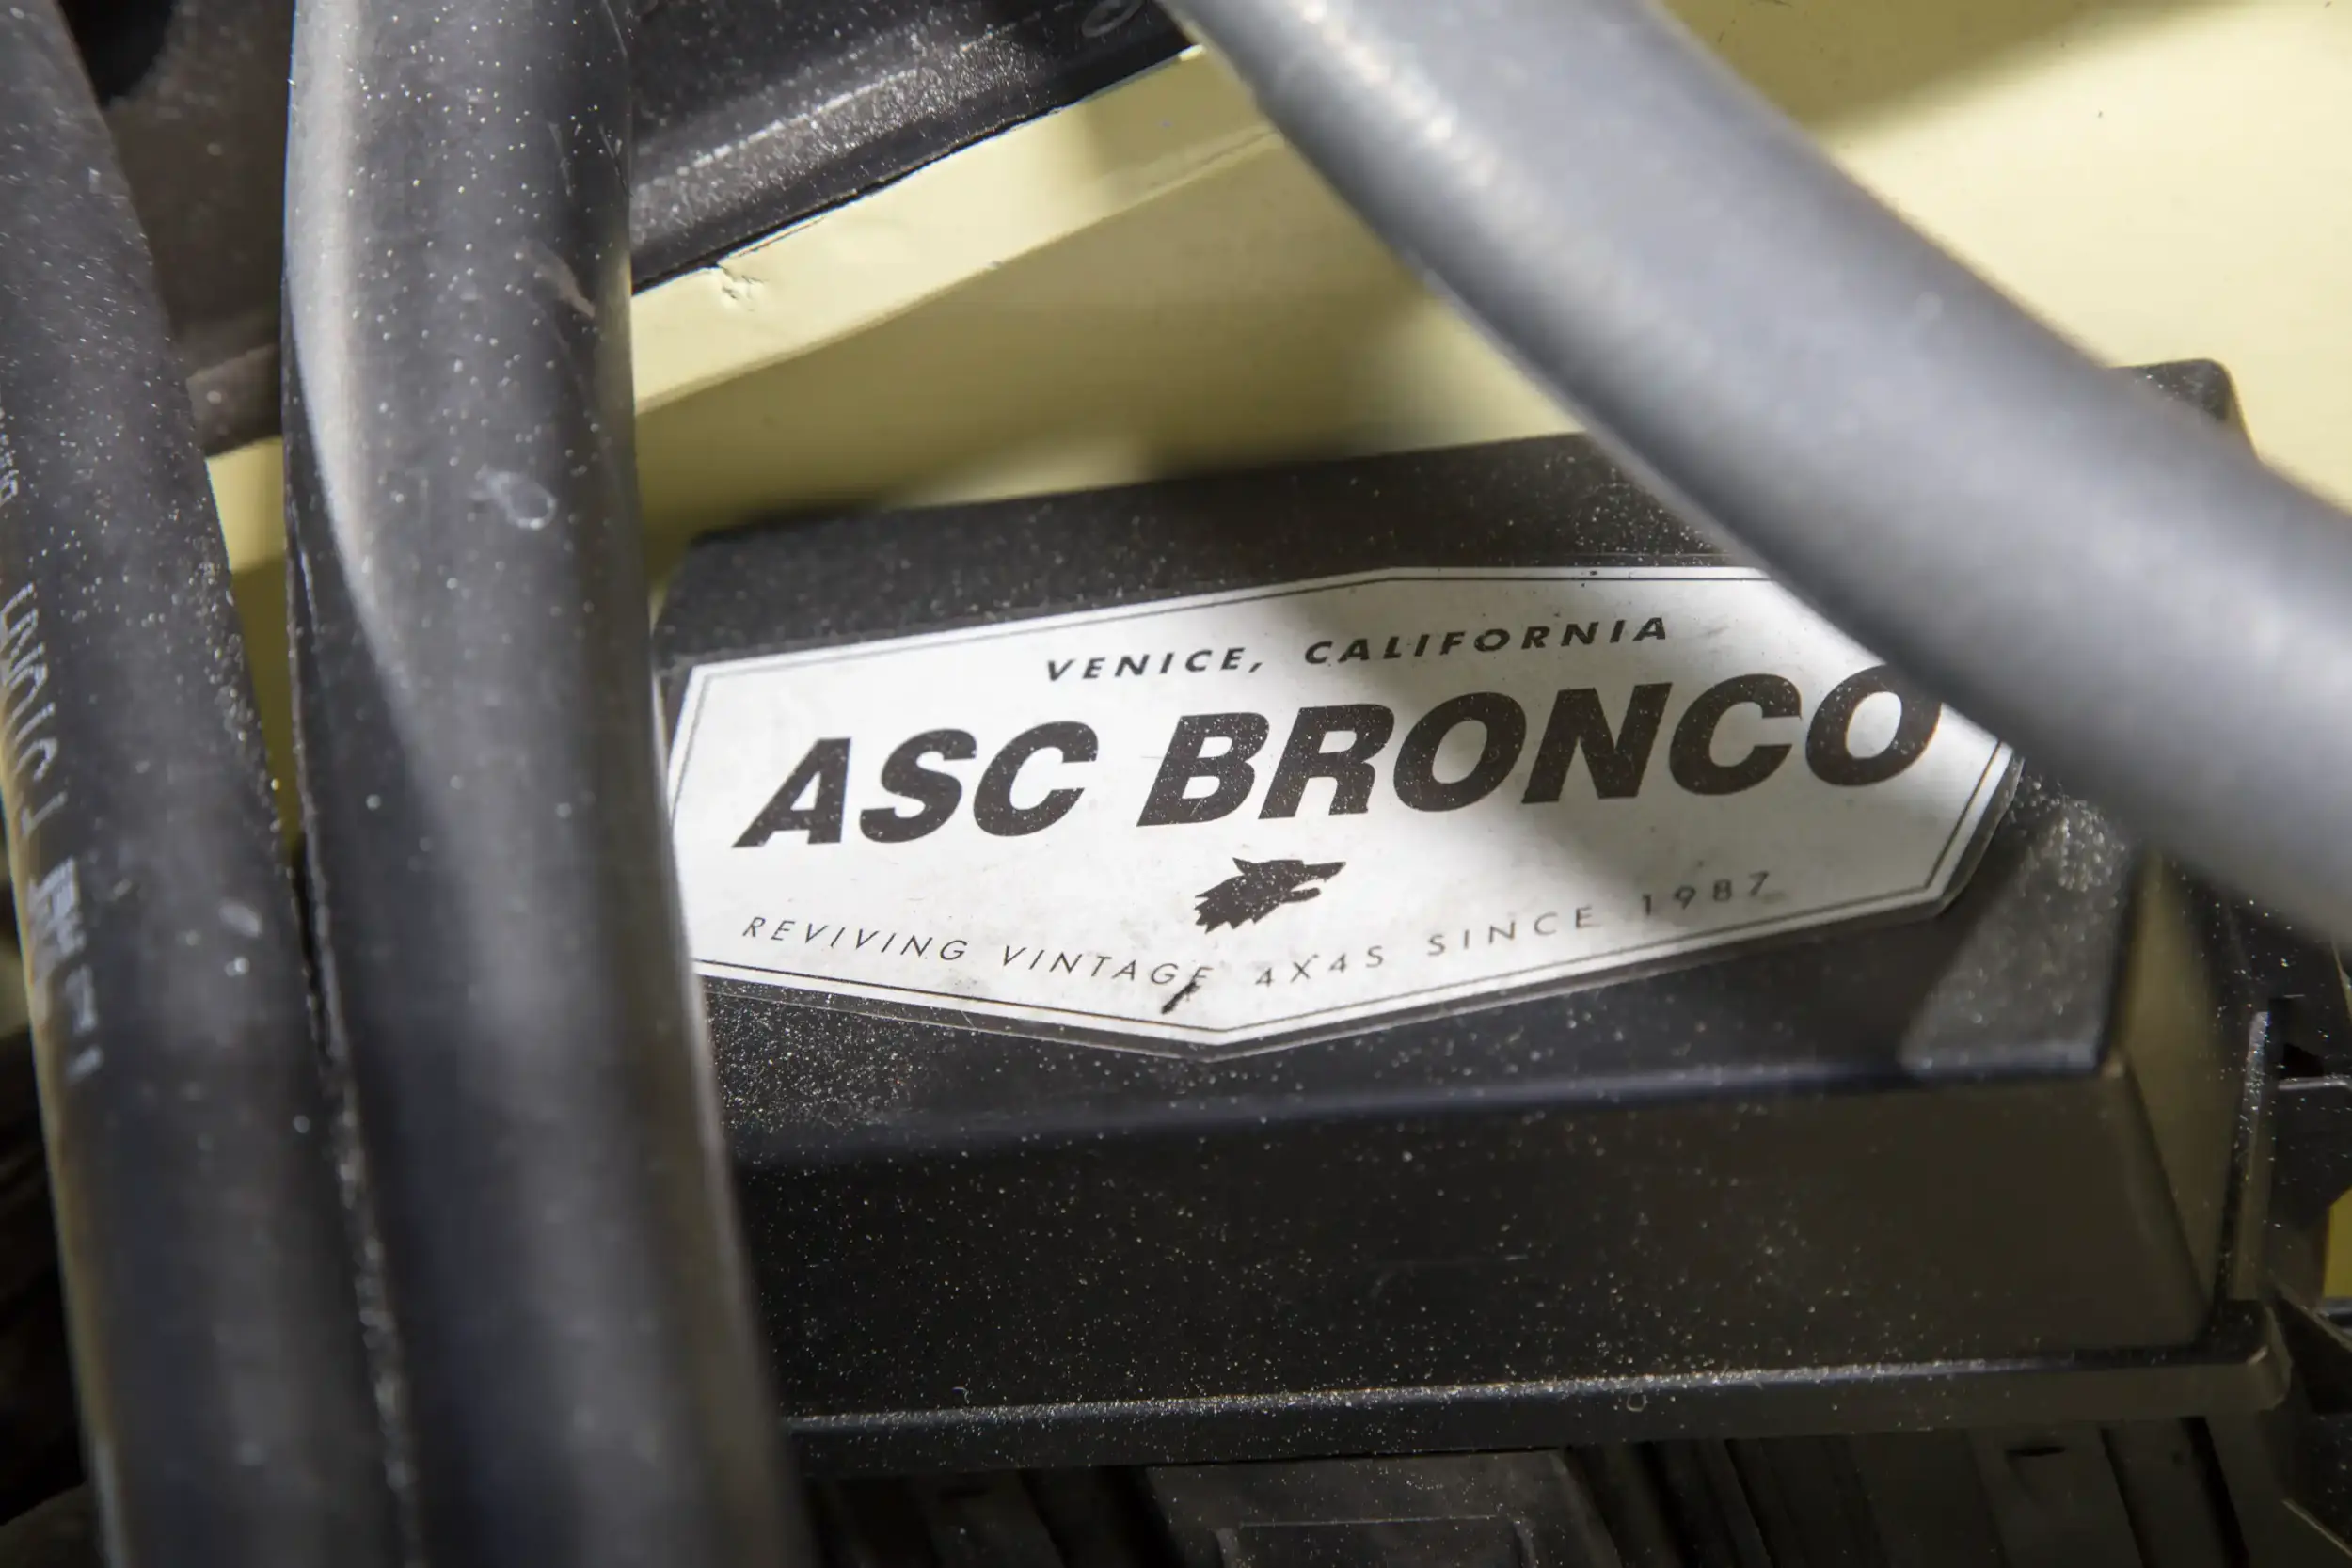 VENICE, CALIFORNIA
ASC BRONCO
REVIVING VINTAGE 4X4S SINCE 1987